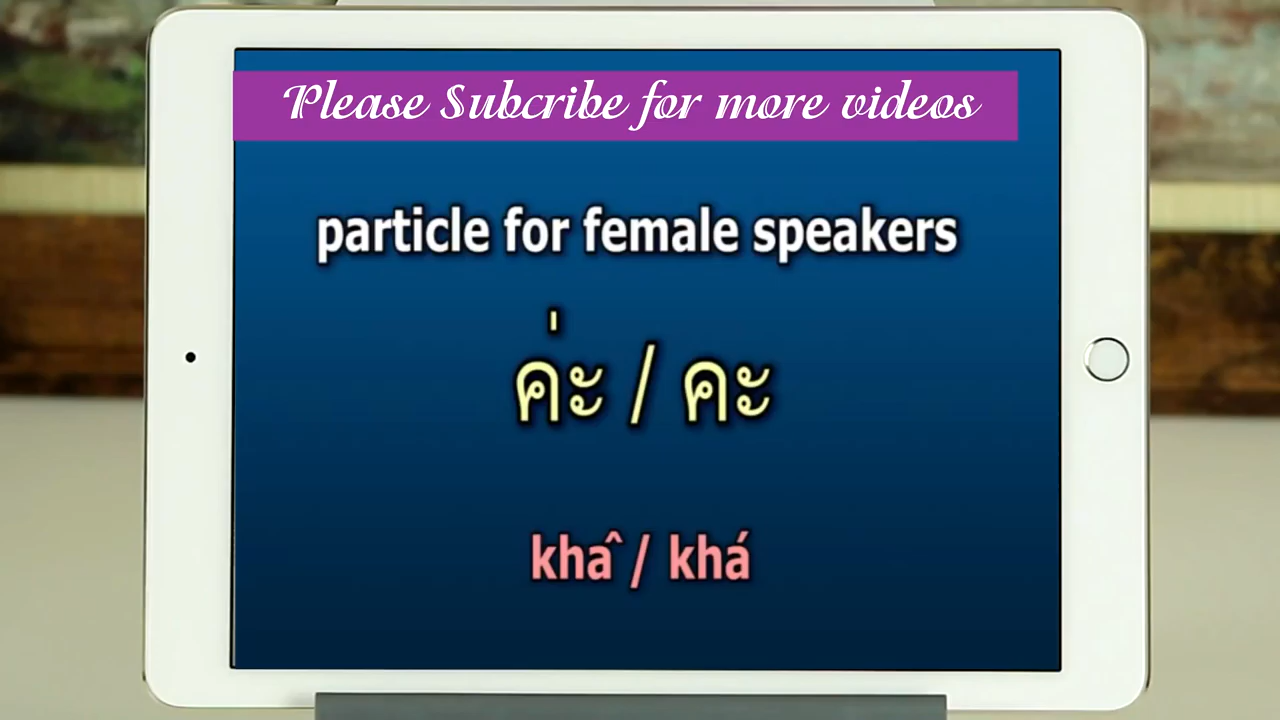 Please Subcribe for more videos
particle for female speakers
ค่ะ / คะ
khâ / khá